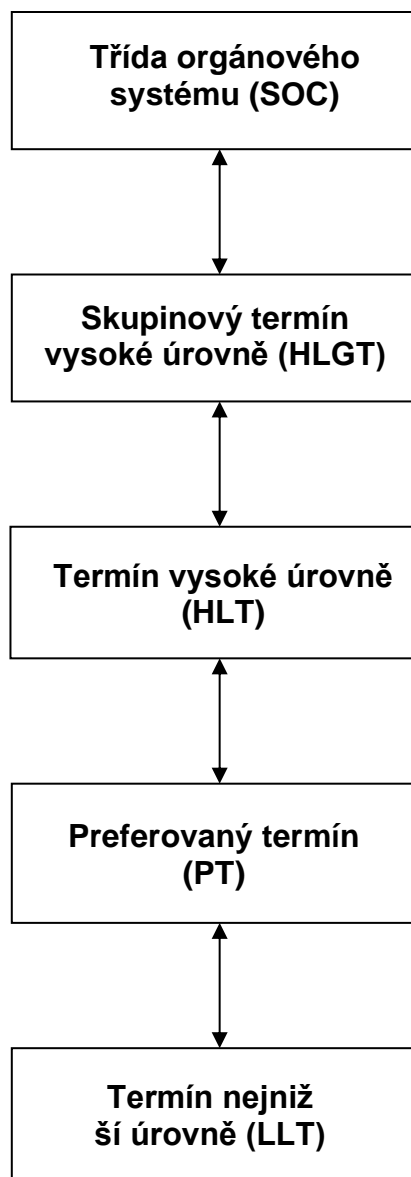 Třída orgánového
systému (SOC)
Skupinový termín
vysoké úrovně (HLGT)
Termín vysoké úrovně
(HLT)
Preferovaný termín
(PT)
Termín nejniž
ší úrovně (LLT)